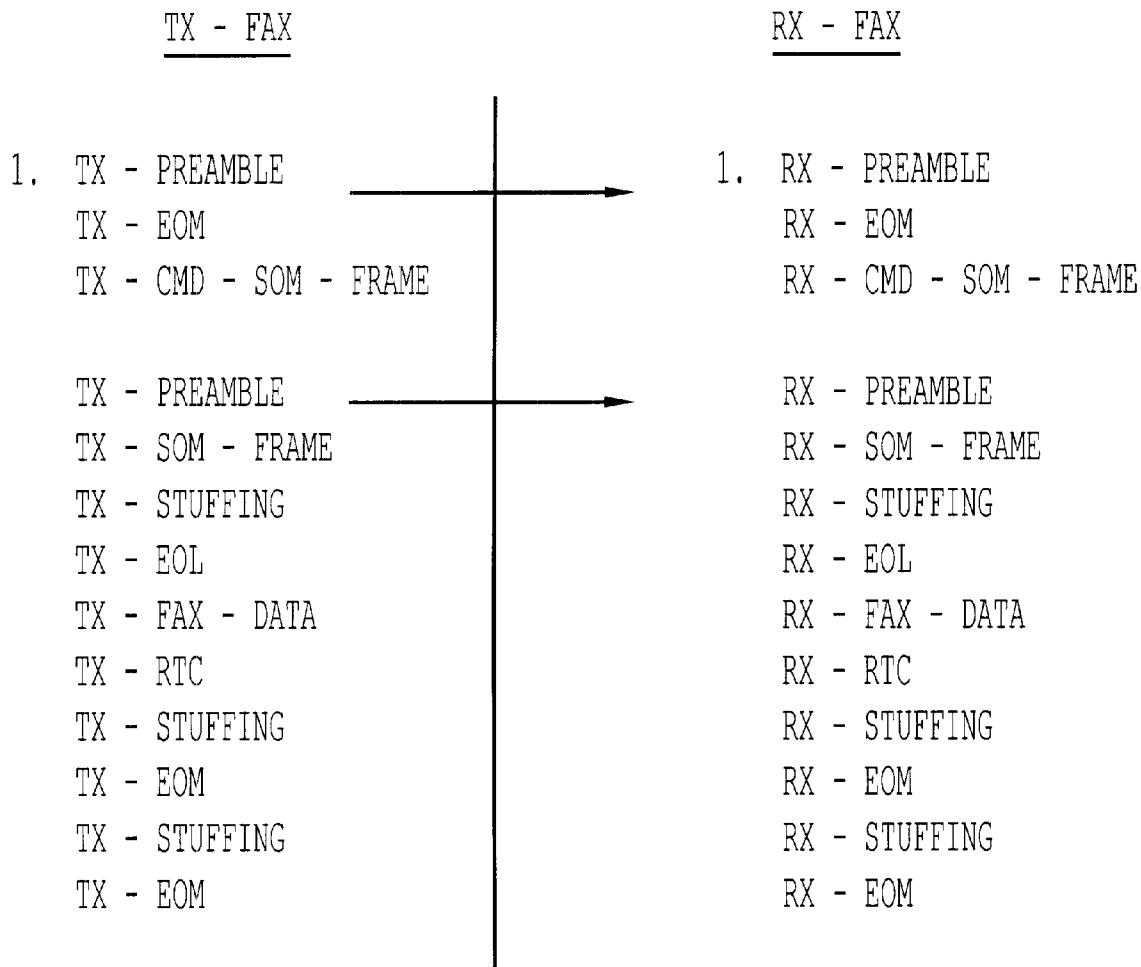 TX - FAX
RX - FAX
1. TX - PREAMBLE
TX - EOM
TX - CMD - SOM - FRAME
TX - PREAMBLE
TX - SOM - FRAME
TX - STUFFING
TX - EOL
TX - FAX - DATA
TX - RTC
TX - STUFFING
TX - EOM
TX - STUFFING
TX - EOM
1. RX - PREAMBLE
RX - EOM
RX - CMD - SOM - FRAME
RX - PREAMBLE
RX - SOM - FRAME
RX - STUFFING
RX - EOL
RX - FAX - DATA
RX - RTC
RX - STUFFING
RX - EOM
RX - STUFFING
RX - EOM